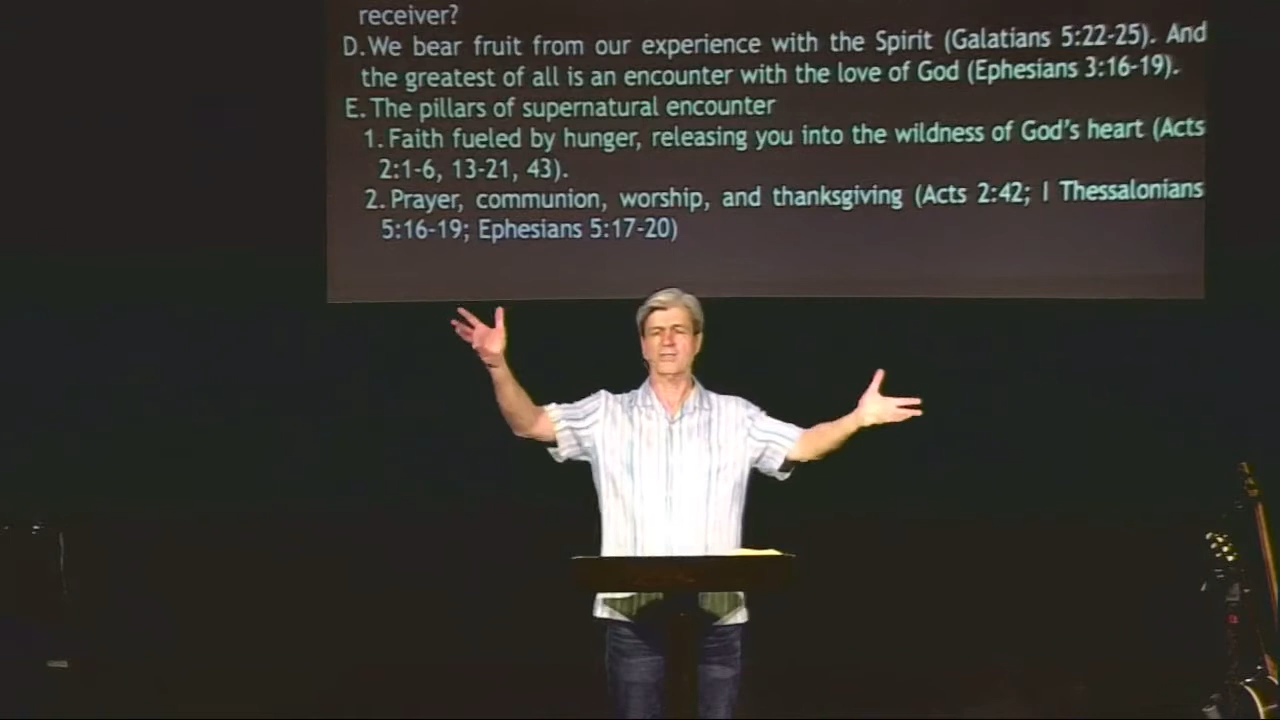 receiver?
D. We bear fruit from our experience with the Spirit (Galatians 5:22-25). And
the greatest of all is an encounter with the love of God (Ephesians 3:16-19).
E. The pillars of supernatural encounter
1. Faith fueled by hunger, releasing you into the wildness of God's heart (Acts
2:1-6, 13-21, 43).
2. Prayer, communion, worship, and thanksgiving (Acts 2:42; I Thessalonians
5:16-19; Ephesians 5:17-20)